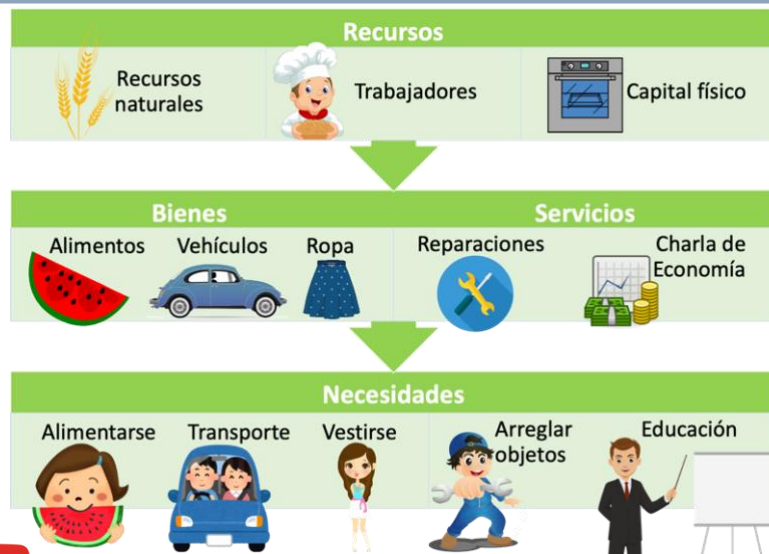 Recursos
Recursos
naturales
Trabajadores
Capital físico
Bienes
Servicios
Alimentos
Vehículos
Ropa
Reparaciones
Charla de
Economía
Necesidades
Alimentarse
Transporte
Vestirse
Arreglar
objetos
Educación